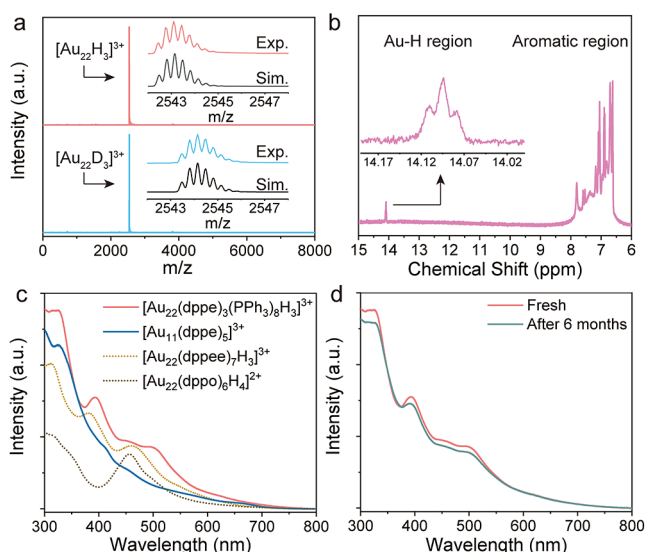 a
[Au22H3]3+
Exp.
Sim.
2543 2545 2547
m/z
[Au22D3]3+
Exp.
Sim.
2543 2545 2547
m/z
Intensity (a.u.)
0 2000 4000 6000 8000
m/z
b
Au-H region Aromatic region
14.17 14.12 14.07 14.02
15 14 13 12 11 10 9 8 7 6
Chemical Shift (ppm)
c
[Au22(dppe)3(PPh3)8H3]3+
[Au11(dppe)5]3+
[Au22(dppee)7H3]3+
[Au22(dppo)6H4]2+
Intensity (a.u.)
300 400 500 600 700 800
Wavelength (nm)
d
Fresh
After 6 months
Intensity (a.u.)
300 400 500 600 700 800
Wavelength (nm)